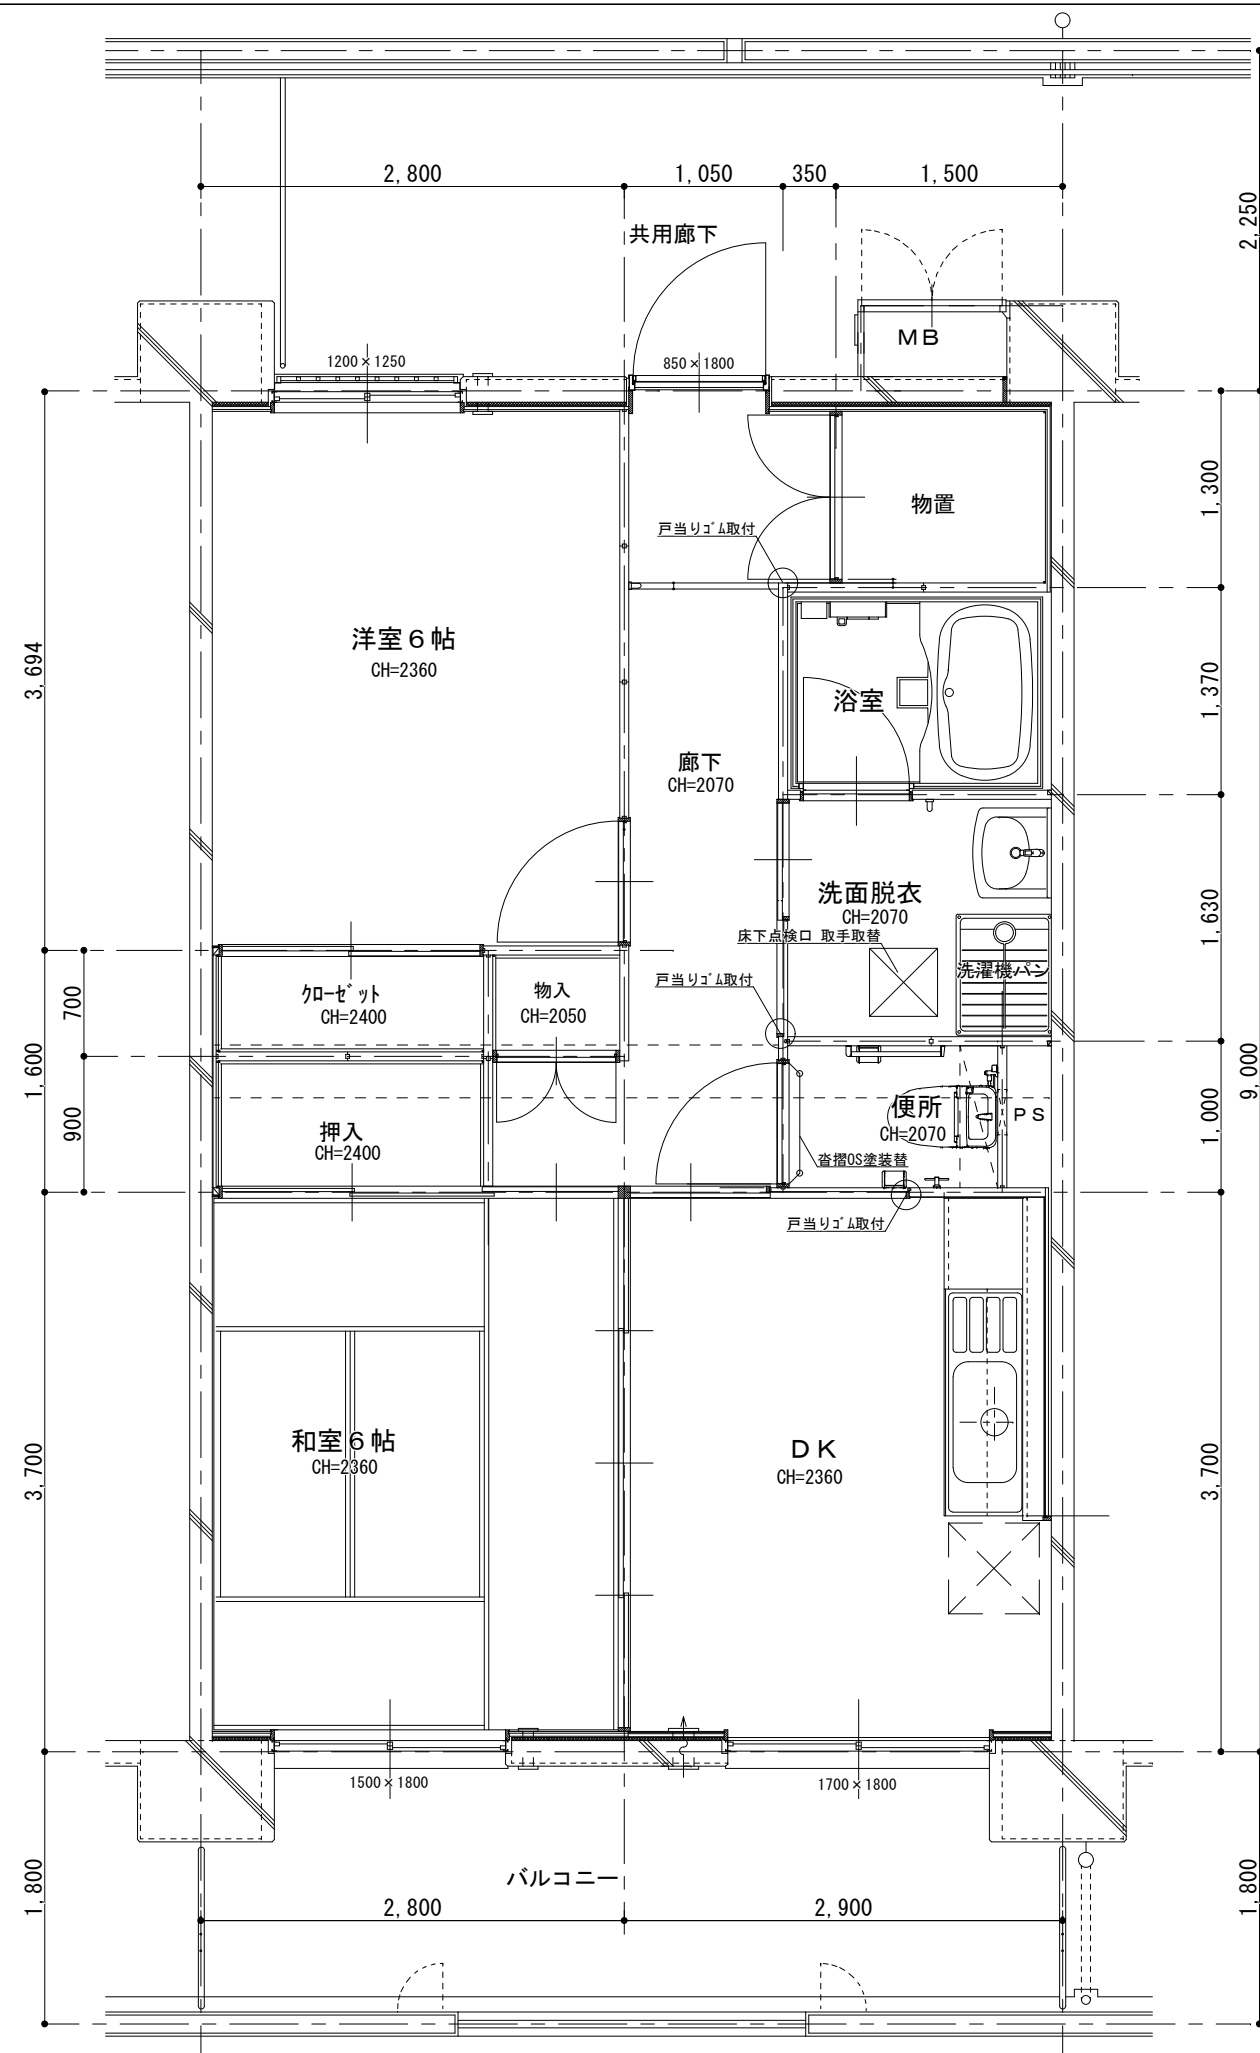 2,800
1,050
350
1,500
2,250
共用廊下
MB
1200×1250
850×1800
物置
1,300
戸当りｺﾞﾑ取付
洋室６帖
CH=2360
3,694
浴室
1,370
廊下
CH=2070
洗面脱衣
CH=2070
1,630
床下点検口 取手取替
洗濯機パン
戸当りｺﾞﾑ取付
ｸﾛｰｾﾞｯﾄ
CH=2400
物入
CH=2050
700
1,600
900
9,000
押入
CH=2400
便所
CH=2070
ＰＳ
1,000
沓摺OS塗装替
戸当りｺﾞﾑ取付
和室６帖
CH=2360
ＤＫ
CH=2360
3,700
3,700
1500×1800
1700×1800
バルコニー
1,800
2,800
2,900
1,800